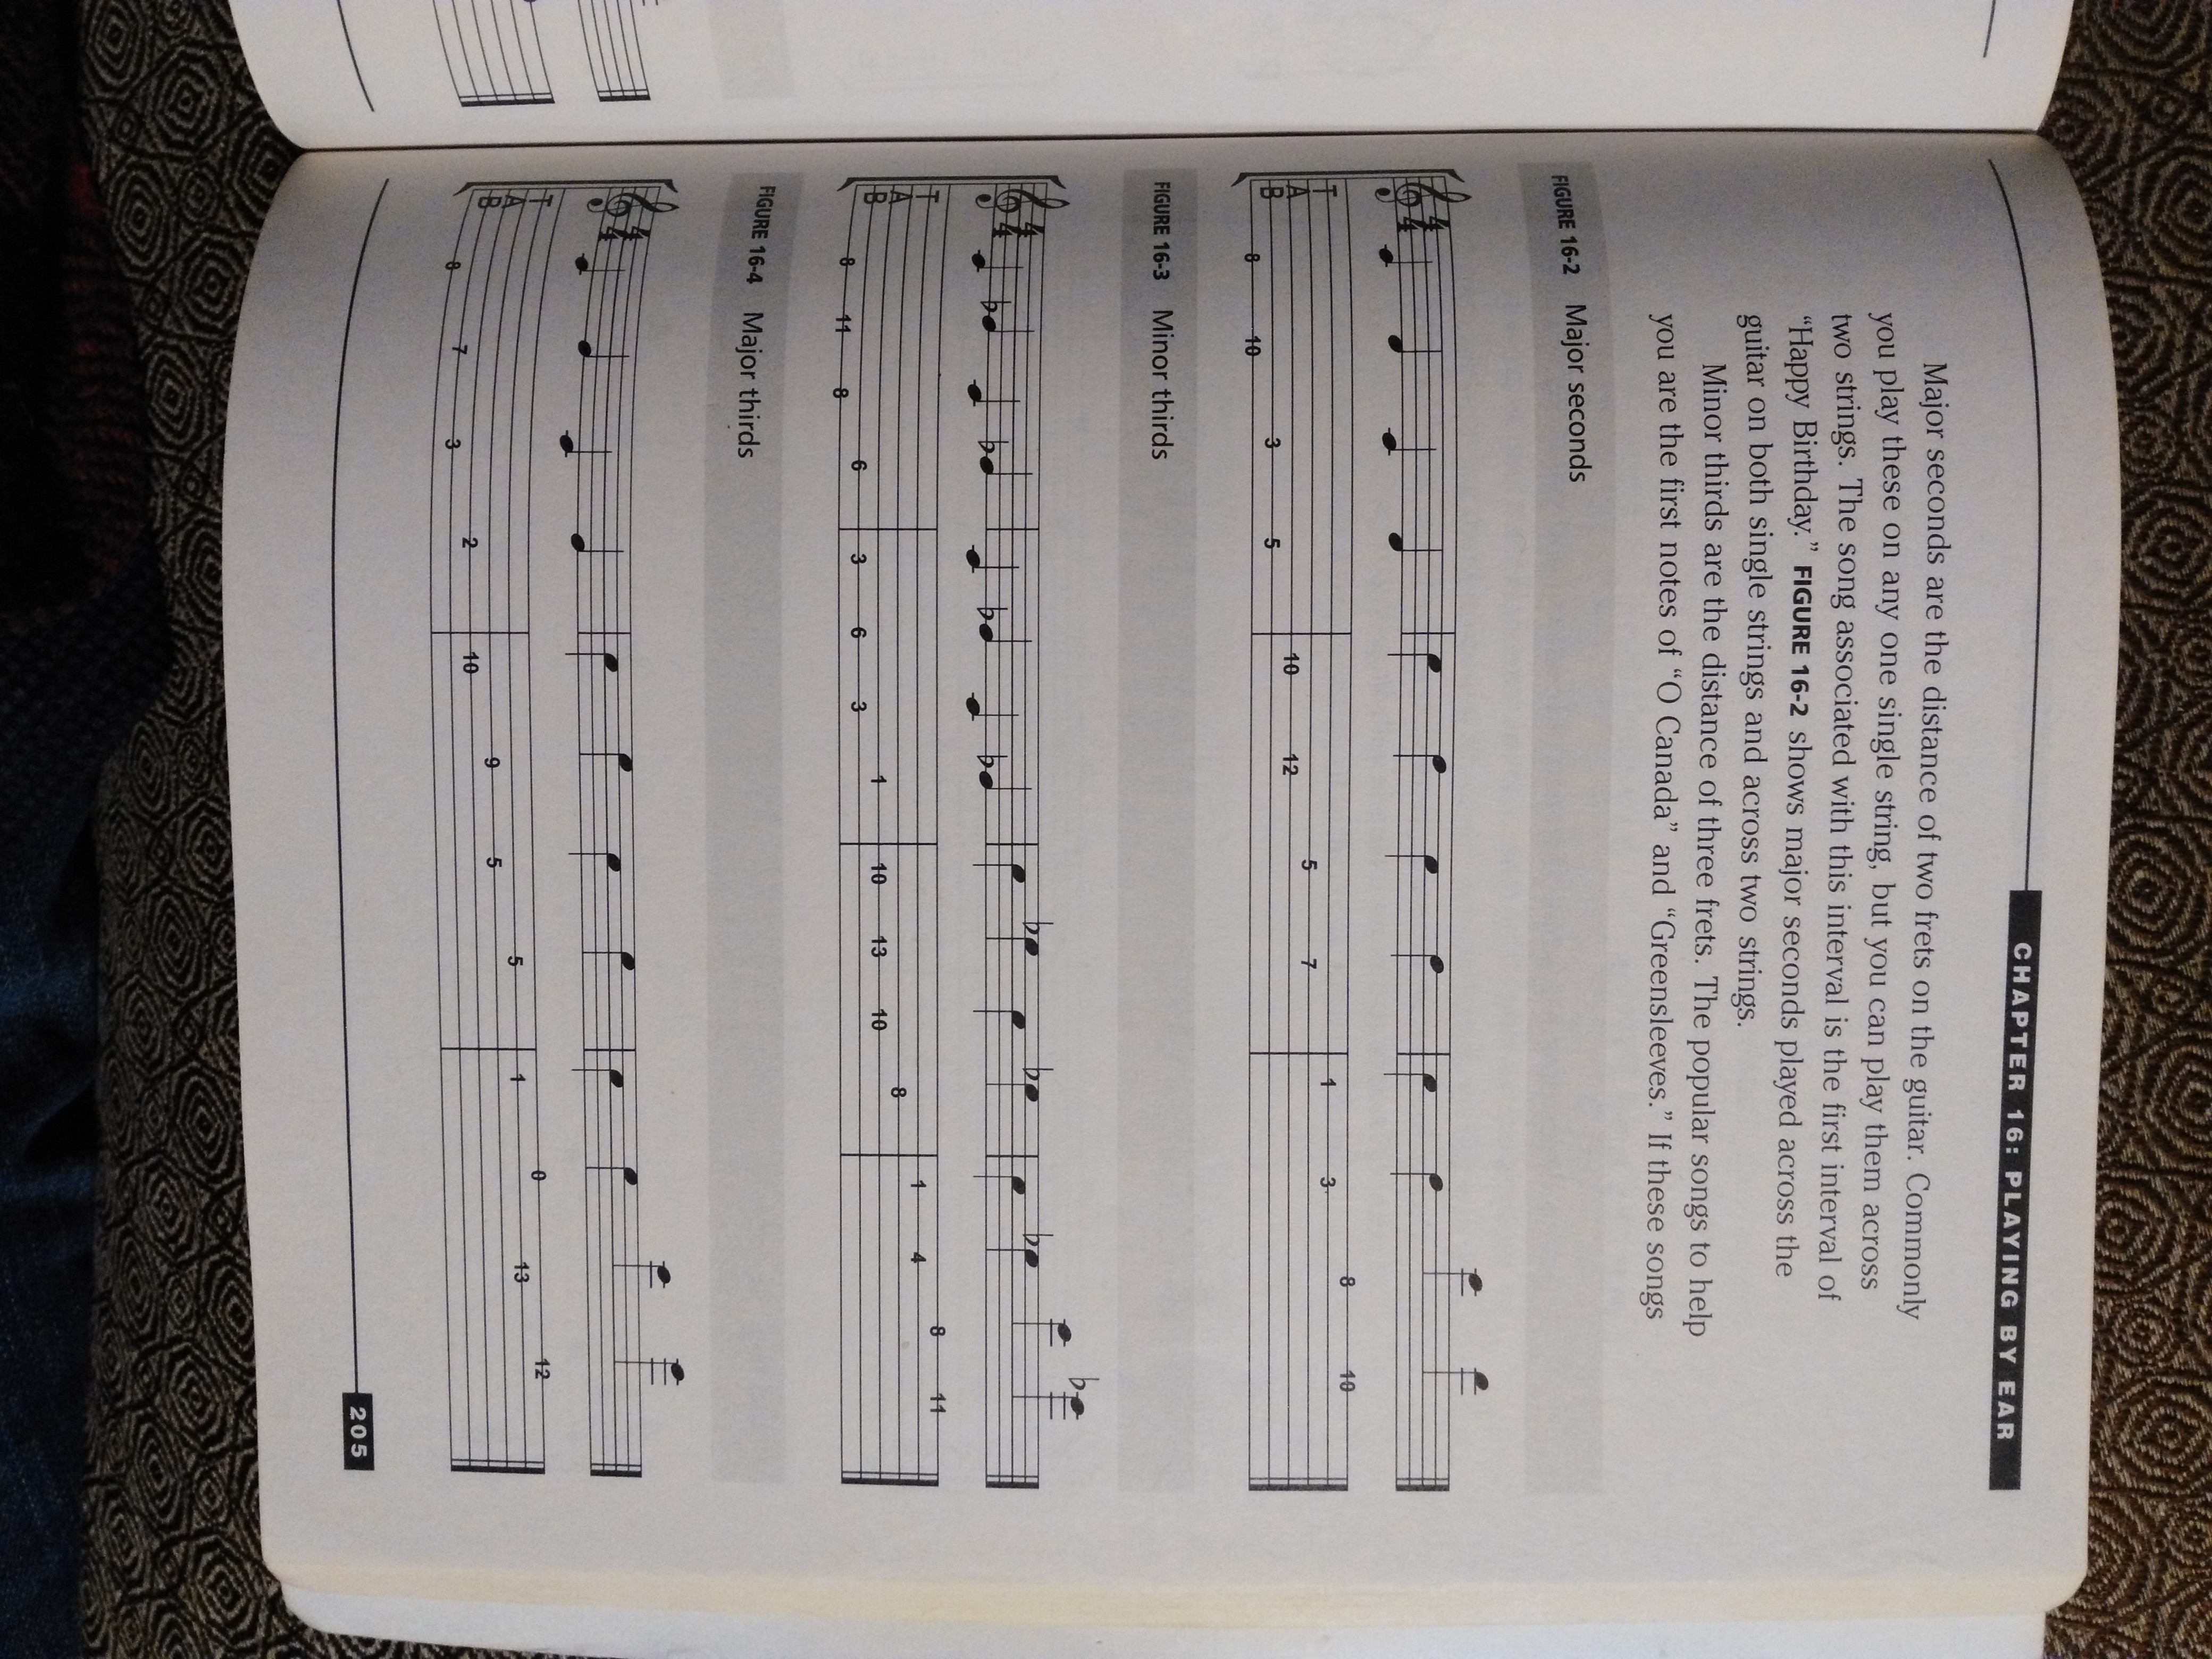 CHAPTER 16: PLAYING BY EAR
Major seconds are the distance of two frets on the guitar. Commonly
you play these on any one single string, but you can play them across
two strings. The song associated with this interval is the first interval of
“Happy Birthday.” FIGURE 16-2 shows major seconds played across the
guitar on both single strings and across two strings.
Minor thirds are the distance of three frets. The popular songs to help
you are the first notes of “O Canada” and “Greensleeves.” If these songs
FIGURE 16-2 Major seconds
4
4
T
A
B
8 10 3 5 10 12 5 7 1 3 8 10
FIGURE 16-3 Minor thirds
4
4
T
A
B
8 11 8 6 3 6 3 1 10 13 10 8 1 4 8 11
FIGURE 16-4 Major thirds
4
4
T
A
B
8 7 3 2 10 9 5 5 1 0 13 12
205